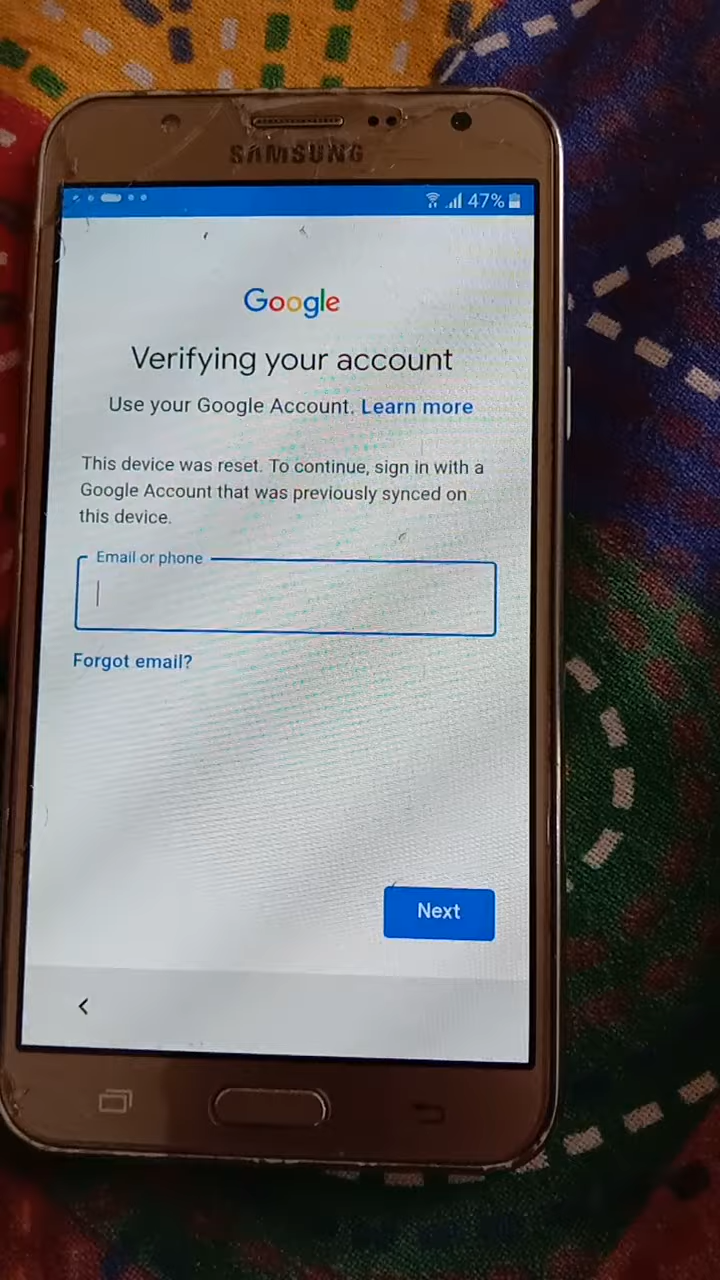 SAMSUNG
47%
Google
Verifying your account
Use your Google Account. Learn more
This device was reset. To continue, sign in with a
Google Account that was previously synced on
this device.
Email or phone
Forgot email?
Next